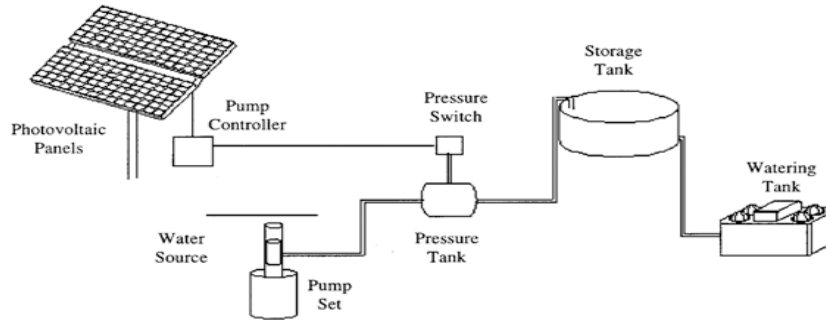 Storage
Tank
Pump
Controller
Pressure
Switch
Photovoltaic
Panels
Watering
Tank
Water
Source
Pressure
Tank
Pump
Set